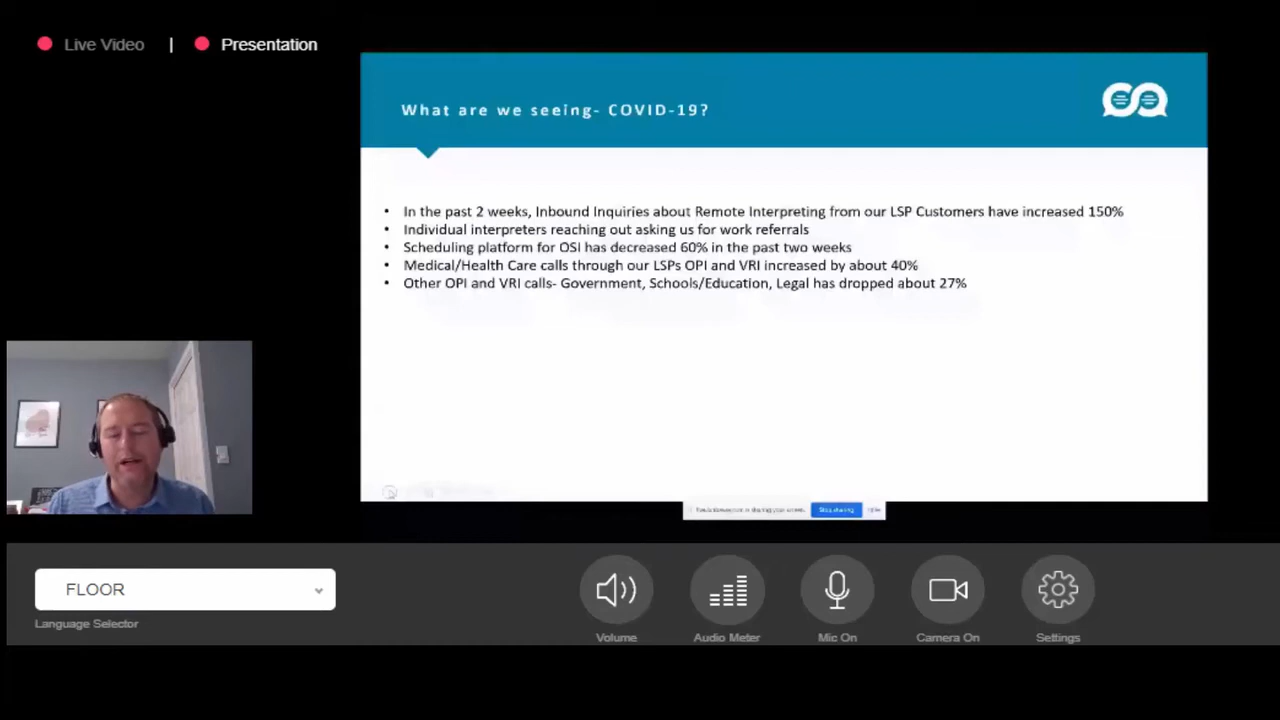 Live Video | Presentation
What are we seeing- COVID-19?
• In the past 2 weeks, Inbound Inquiries about Remote Interpreting from our LSP Customers have increased 150%
• Individual interpreters reaching out asking us for work referrals
• Scheduling platform for OSI has decreased 60% in the past two weeks
• Medical/Health Care calls through our LSPs OPI and VRI increased by about 40%
• Other OPI and VRI calls- Government, Schools/Education, Legal has dropped about 27%
Stop sharing
FLOOR
Language Selector
Volume
Audio Meter
Mic On
Camera On
Settings